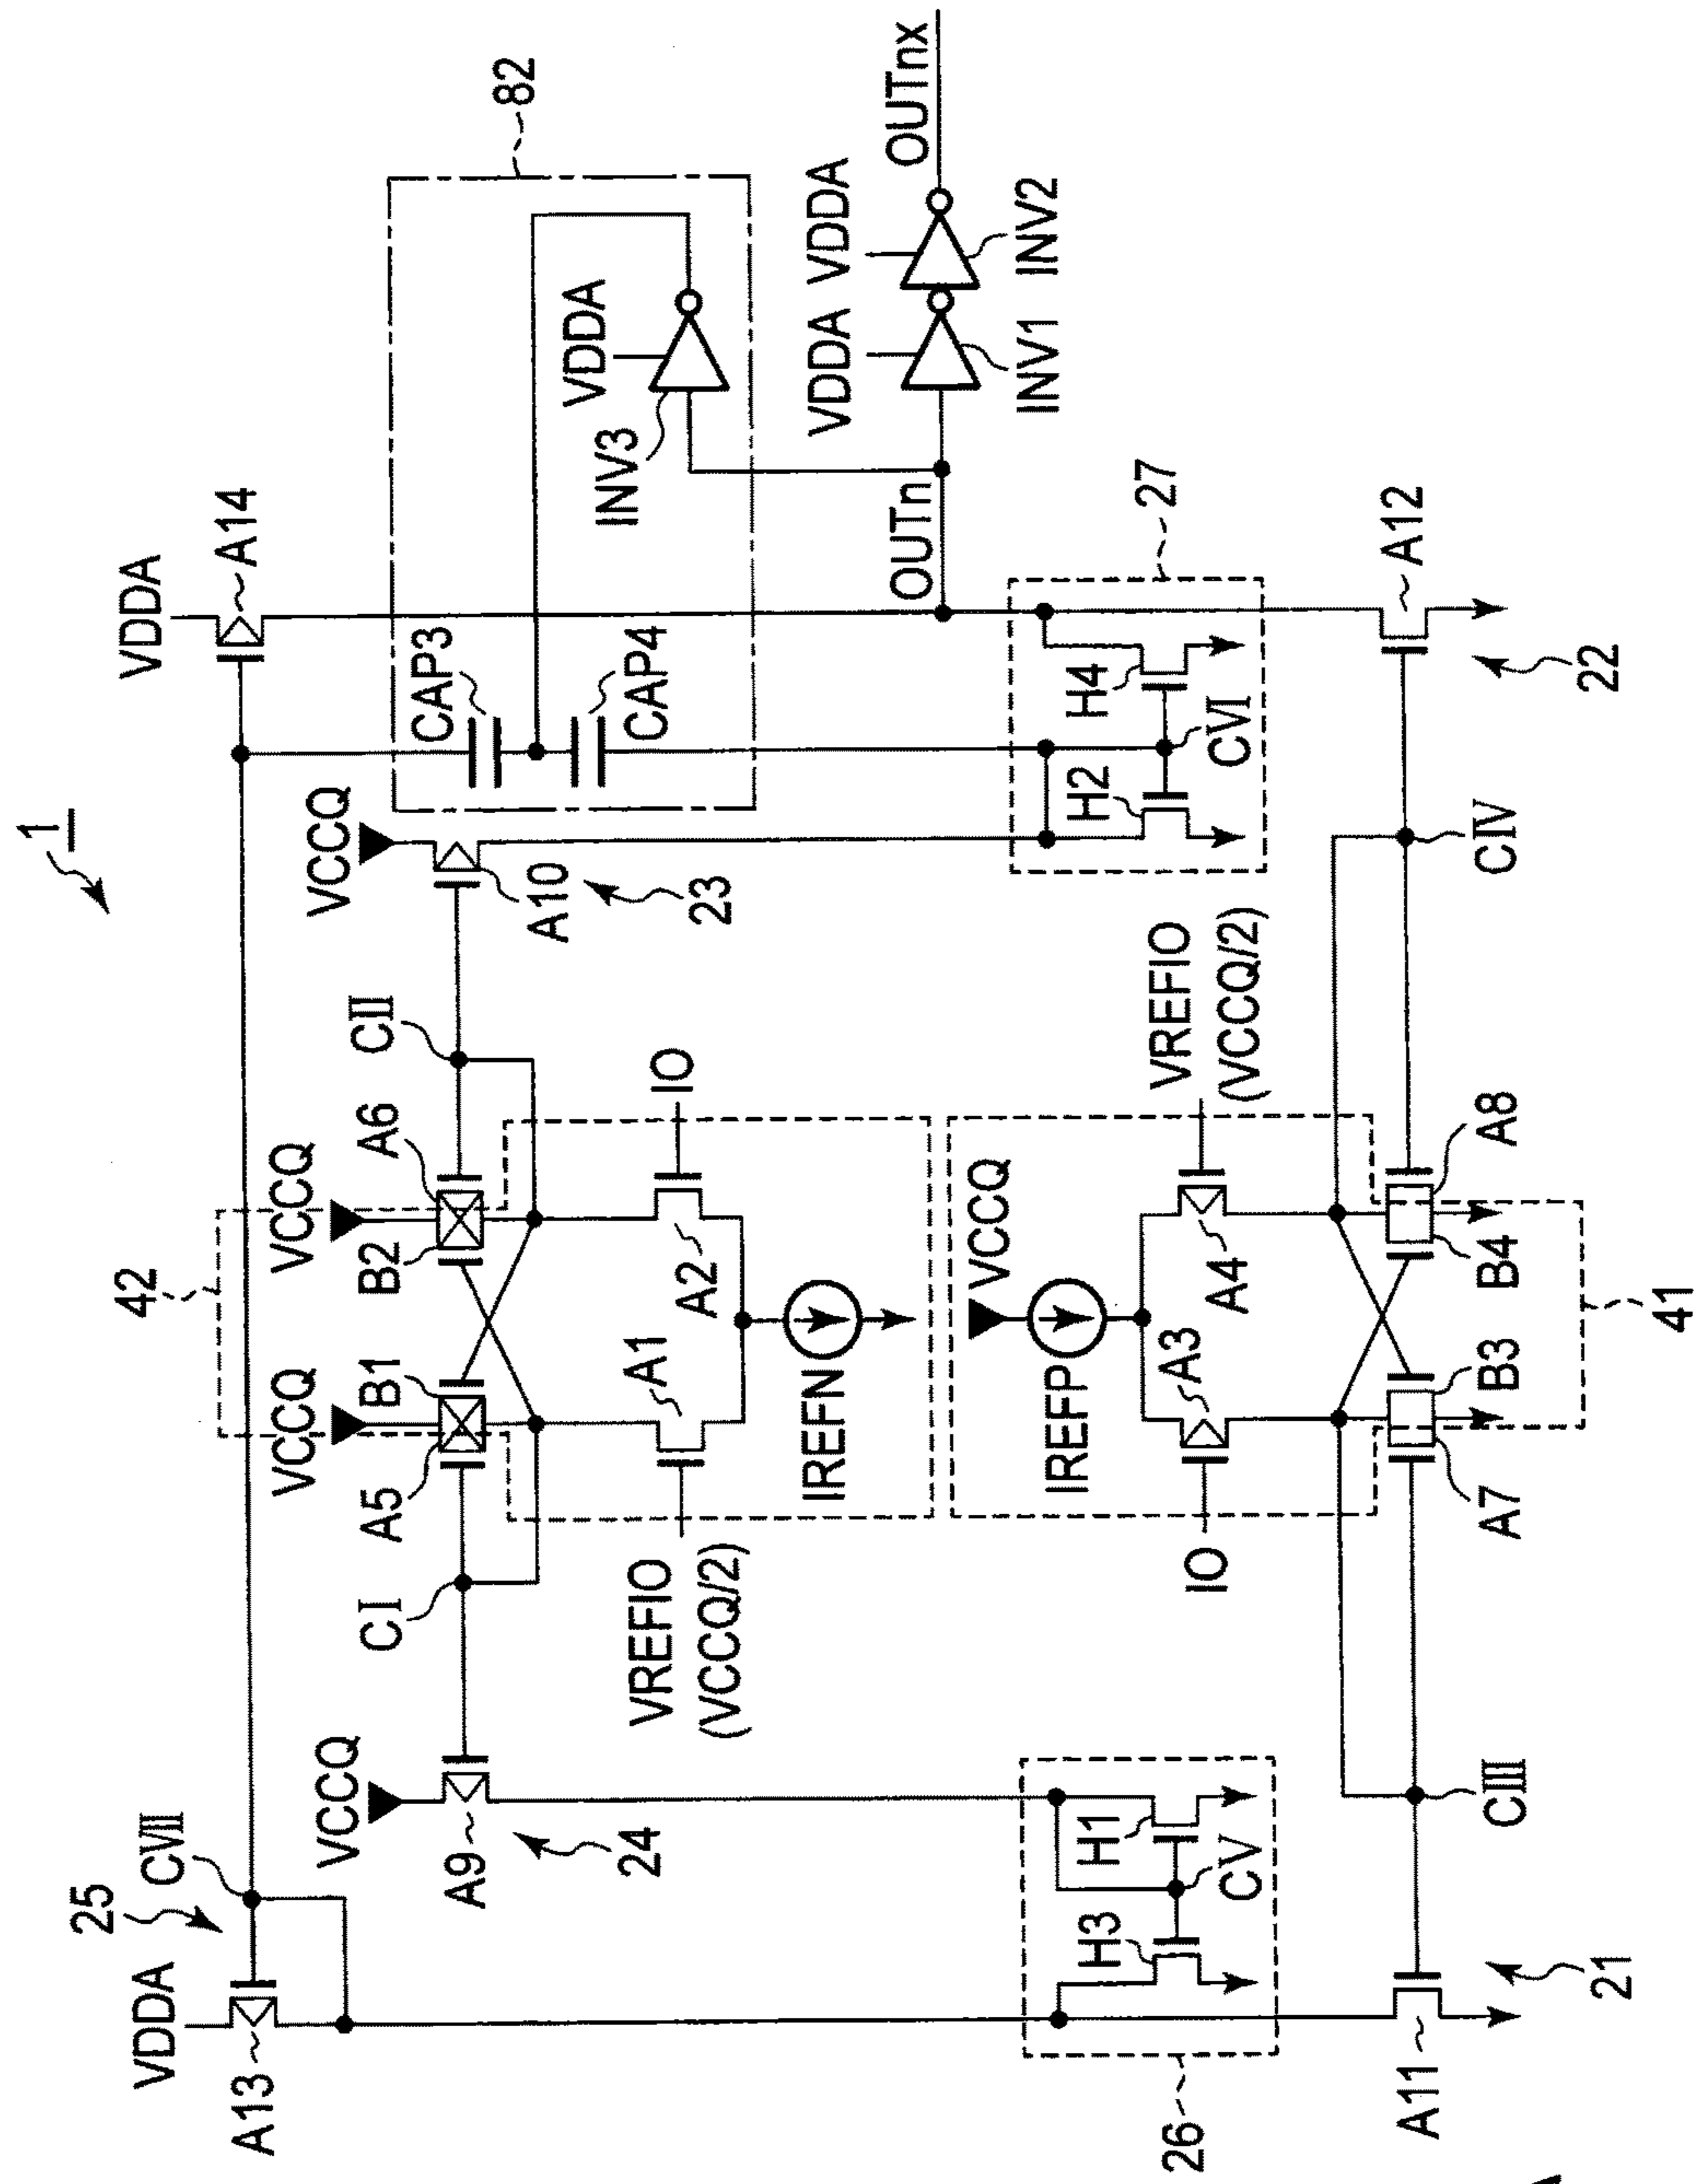 1
VDDA
A13
25
CVII
VDDA
A14
VCCQ
A9
24
CI
A5
VCCQ
B1
42
VCCQ
B2
A6
CII
VCCQ
A10
23
CAP3
CAP4
82
VDDA
INV3
VREFIO
(VCCQ/2)
A1
A2
IO
IREFN
OUTn
VDDA
VDDA
OUTnx
INV1
INV2
26
H3
H1
CV
IO
IREFP
VCCQ
A3
A4
VREFIO
(VCCQ/2)
H2
H4
CVI
27
A11
21
CIII
A7
B3
41
B4
A8
CIV
22
A12